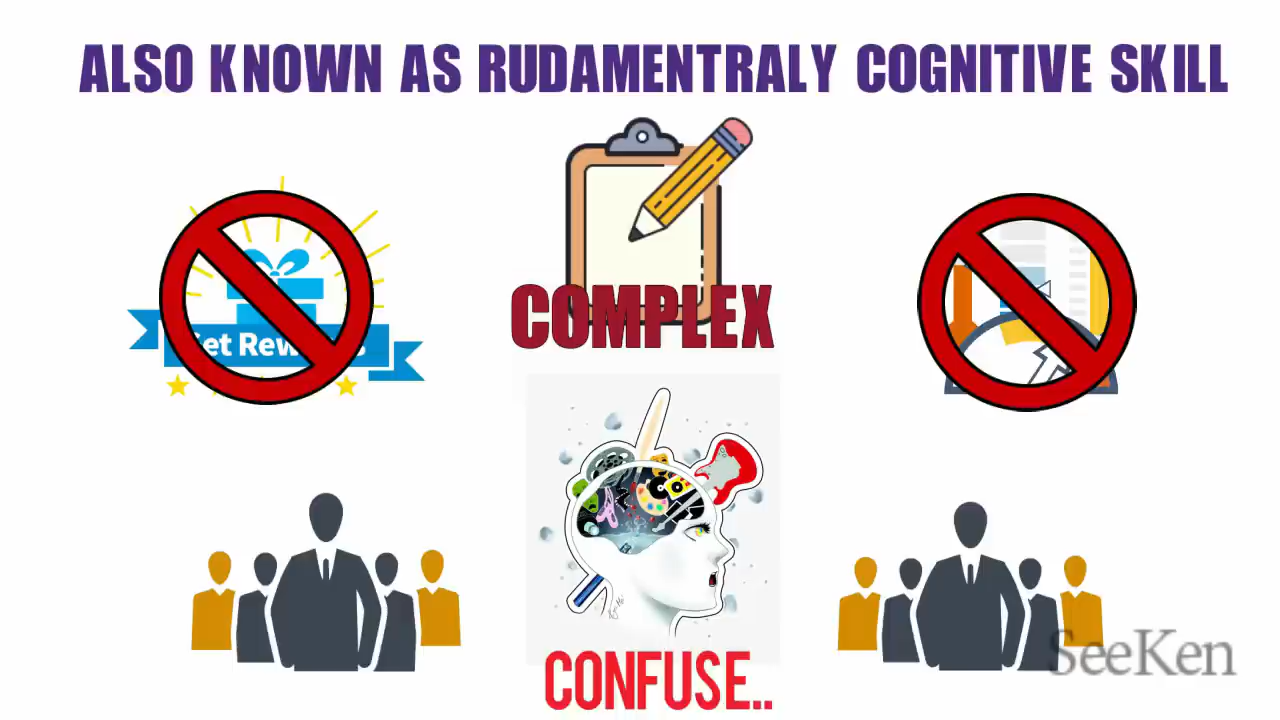 ALSO KNOWN AS RUDAMENTRALY COGNITIVE SKILL
COMPLEX
CONFUSE..
SeeKen